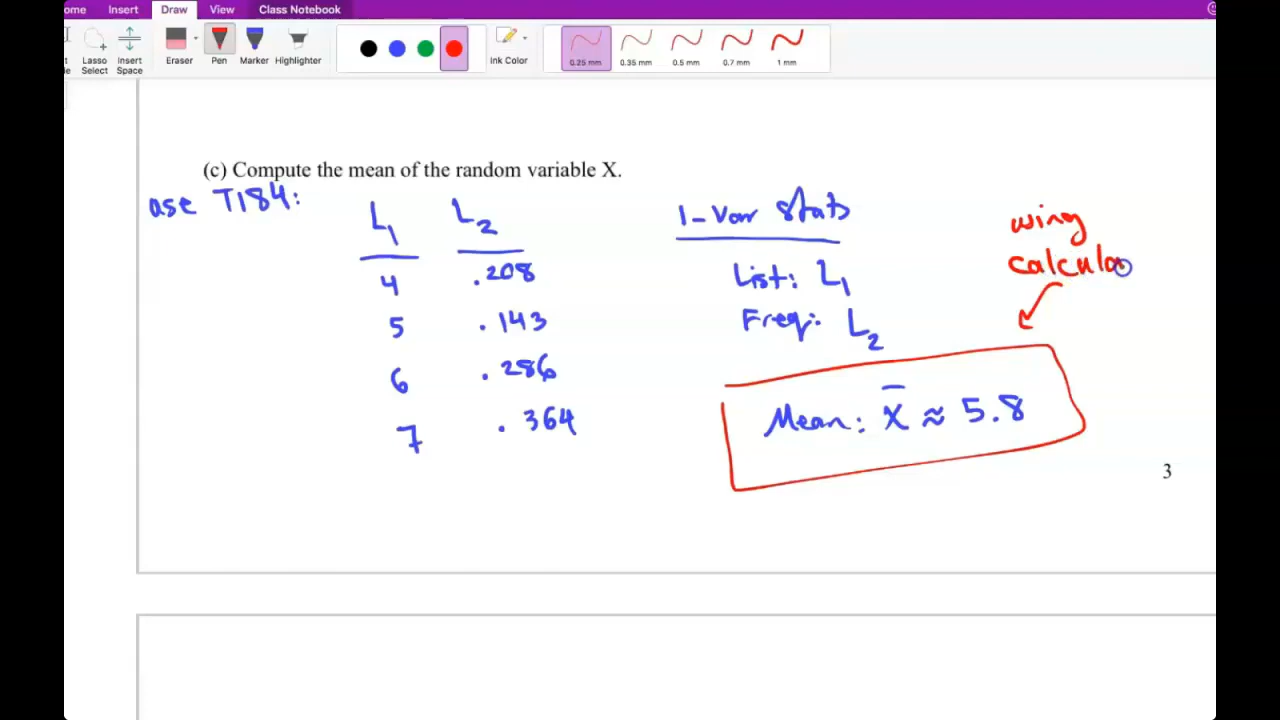 ome Insert Draw View Class Notebook
Lasso Select
Insert Space
Eraser Pen Marker Highlighter
Ink Color
0.25 mm 0.35 mm 0.5 mm 0.7 mm 1 mm
(c) Compute the mean of the random variable X.
use TI84:
L1 L2
4 .208
5 .143
6 .286
7 .364
1-Var Stats
List: L1
Freq: L2
Mean: x̄ ≈ 5.8
using
calcula
3